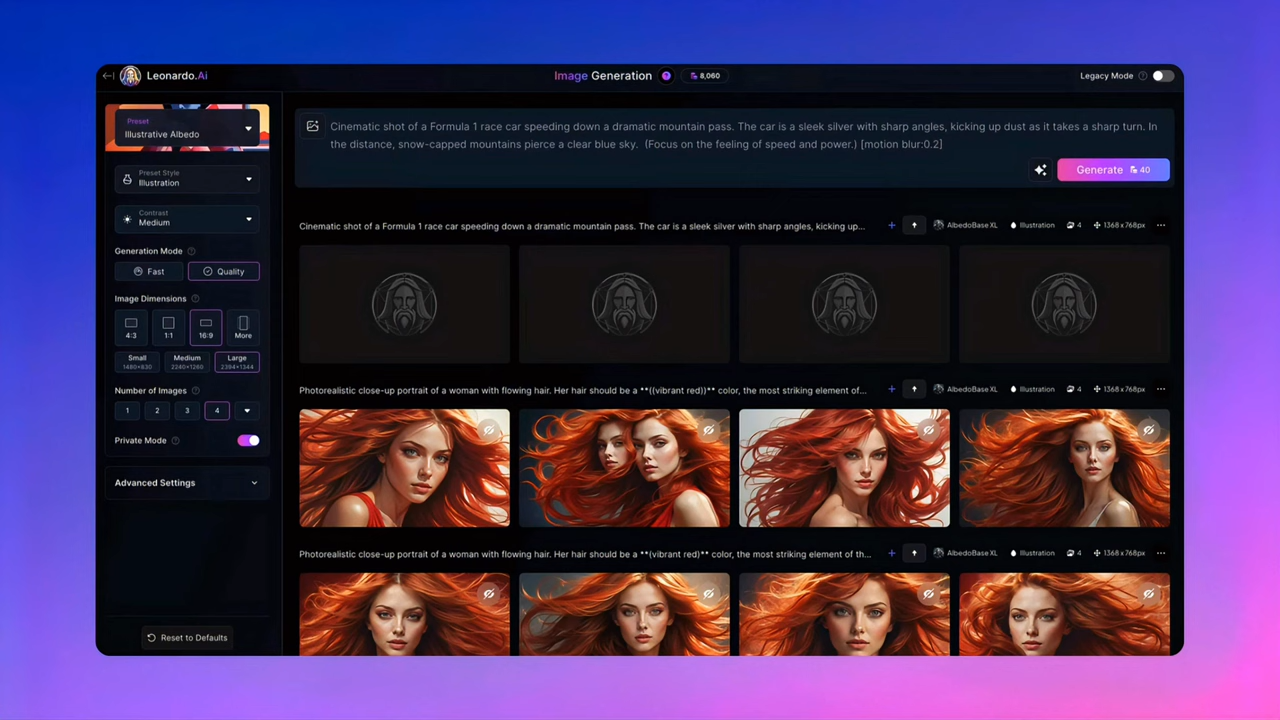 Leonardo.Ai
Image Generation
8,060
Legacy Mode
Preset
Illustrative Albedo
Preset Style
Illustration
Contrast
Medium
Generation Mode
Fast
Quality
Image Dimensions
4:3
1:1
16:9
More
Small
1480×830
Medium
2240×1260
Large
2394×1344
Number of Images
1
2
3
4
Private Mode
Advanced Settings
Reset to Defaults
Cinematic shot of a Formula 1 race car speeding down a dramatic mountain pass. The car is a sleek silver with sharp angles, kicking up dust as it takes a sharp turn. In
the distance, snow-capped mountains pierce a clear blue sky. (Focus on the feeling of speed and power.) [motion blur:0.2]
Generate 40
Cinematic shot of a Formula 1 race car speeding down a dramatic mountain pass. The car is a sleek silver with sharp angles, kicking up... AlbedoBase XL Illustration 4 1368x768px
Photorealistic close-up portrait of a woman with flowing hair. Her hair should be a **((vibrant red))** color, the most striking element of... AlbedoBase XL Illustration 4 1368x768px
Photorealistic close-up portrait of a woman with flowing hair. Her hair should be a **(vibrant red)** color, the most striking element of th... AlbedoBase XL Illustration 4 1368x768px